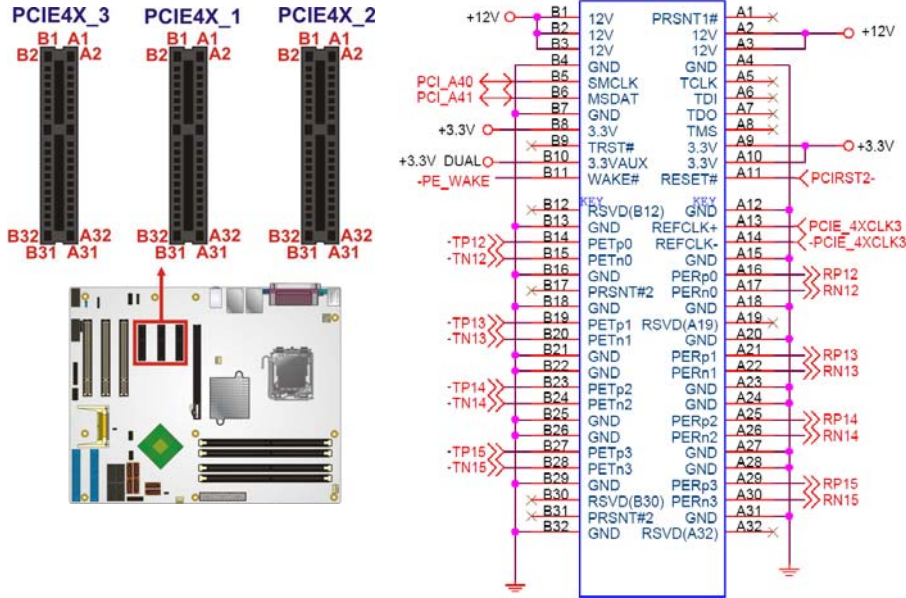 PCIE4X_3 PCIE4X_1 PCIE4X_2
B1 A1 B1 A1 B1 A1
B2 A2 B2 A2 B2 A2
B32 A32 B32 A32 B32 A32
B31 A31 B31 A31 B31 A31
+12V B1 12V PRSNT1# A1
B2 12V 12V A2 +12V
B3 12V 12V A3
B4 GND GND A4
PCI_A40 B5 SMCLK TCLK A5
PCI_A41 B6 MSDAT TDI A6
B7 GND TDO A7
+3.3V B8 3.3V TMS A8
B9 TRST# 3.3V A9 +3.3V
+3.3V DUAL B10 3.3VAUX 3.3V A10
-PE_WAKE B11 WAKE# RESET# A11 PCIRST2-
KEY KEY
B12 RSVD(B12) GND A12
B13 GND REFCLK+ A13 PCIE_4XCLK3
-TP12 B14 PETp0 REFCLK- A14 -PCIE_4XCLK3
-TN12 B15 PETn0 GND A15
B16 GND PERp0 A16 RP12
B17 PRSNT#2 PERn0 A17 RN12
B18 GND GND A18
-TP13 B19 PETp1 RSVD(A19) A19
-TN13 B20 PETn1 GND A20
B21 GND PERp1 A21 RP13
B22 GND PERn1 A22 RN13
-TP14 B23 PETp2 GND A23
-TN14 B24 PETn2 GND A24
B25 GND PERp2 A25 RP14
B26 GND PERn2 A26 RN14
-TP15 B27 PETp3 GND A27
-TN15 B28 PETn3 GND A28
B29 GND PERp3 A29 RP15
B30 RSVD(B30) PERn3 A30 RN15
B31 PRSNT#2 GND A31
B32 GND RSVD(A32) A32